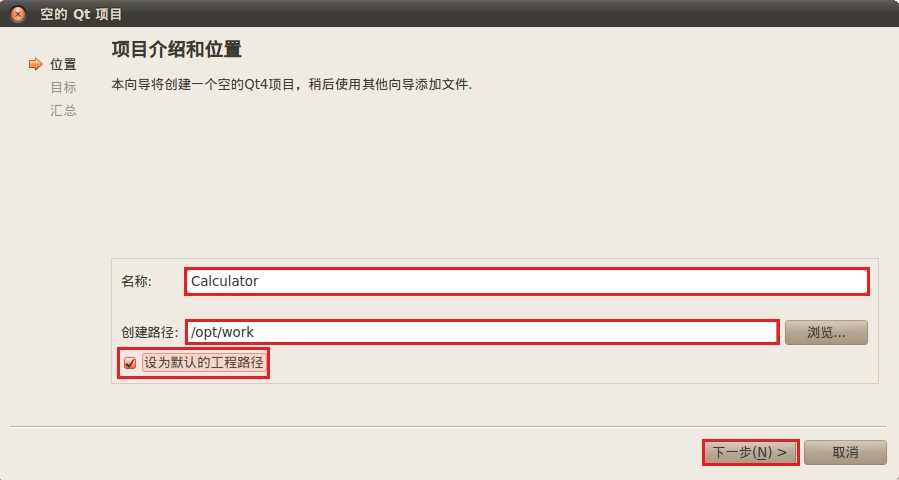 空的 Qt 项目
项目介绍和位置
位置
目标
汇总
本向导将创建一个空的Qt4项目，稍后使用其他向导添加文件.
名称: Calculator
创建路径: /opt/work 浏览...
设为默认的工程路径
下一步(N) > 取消